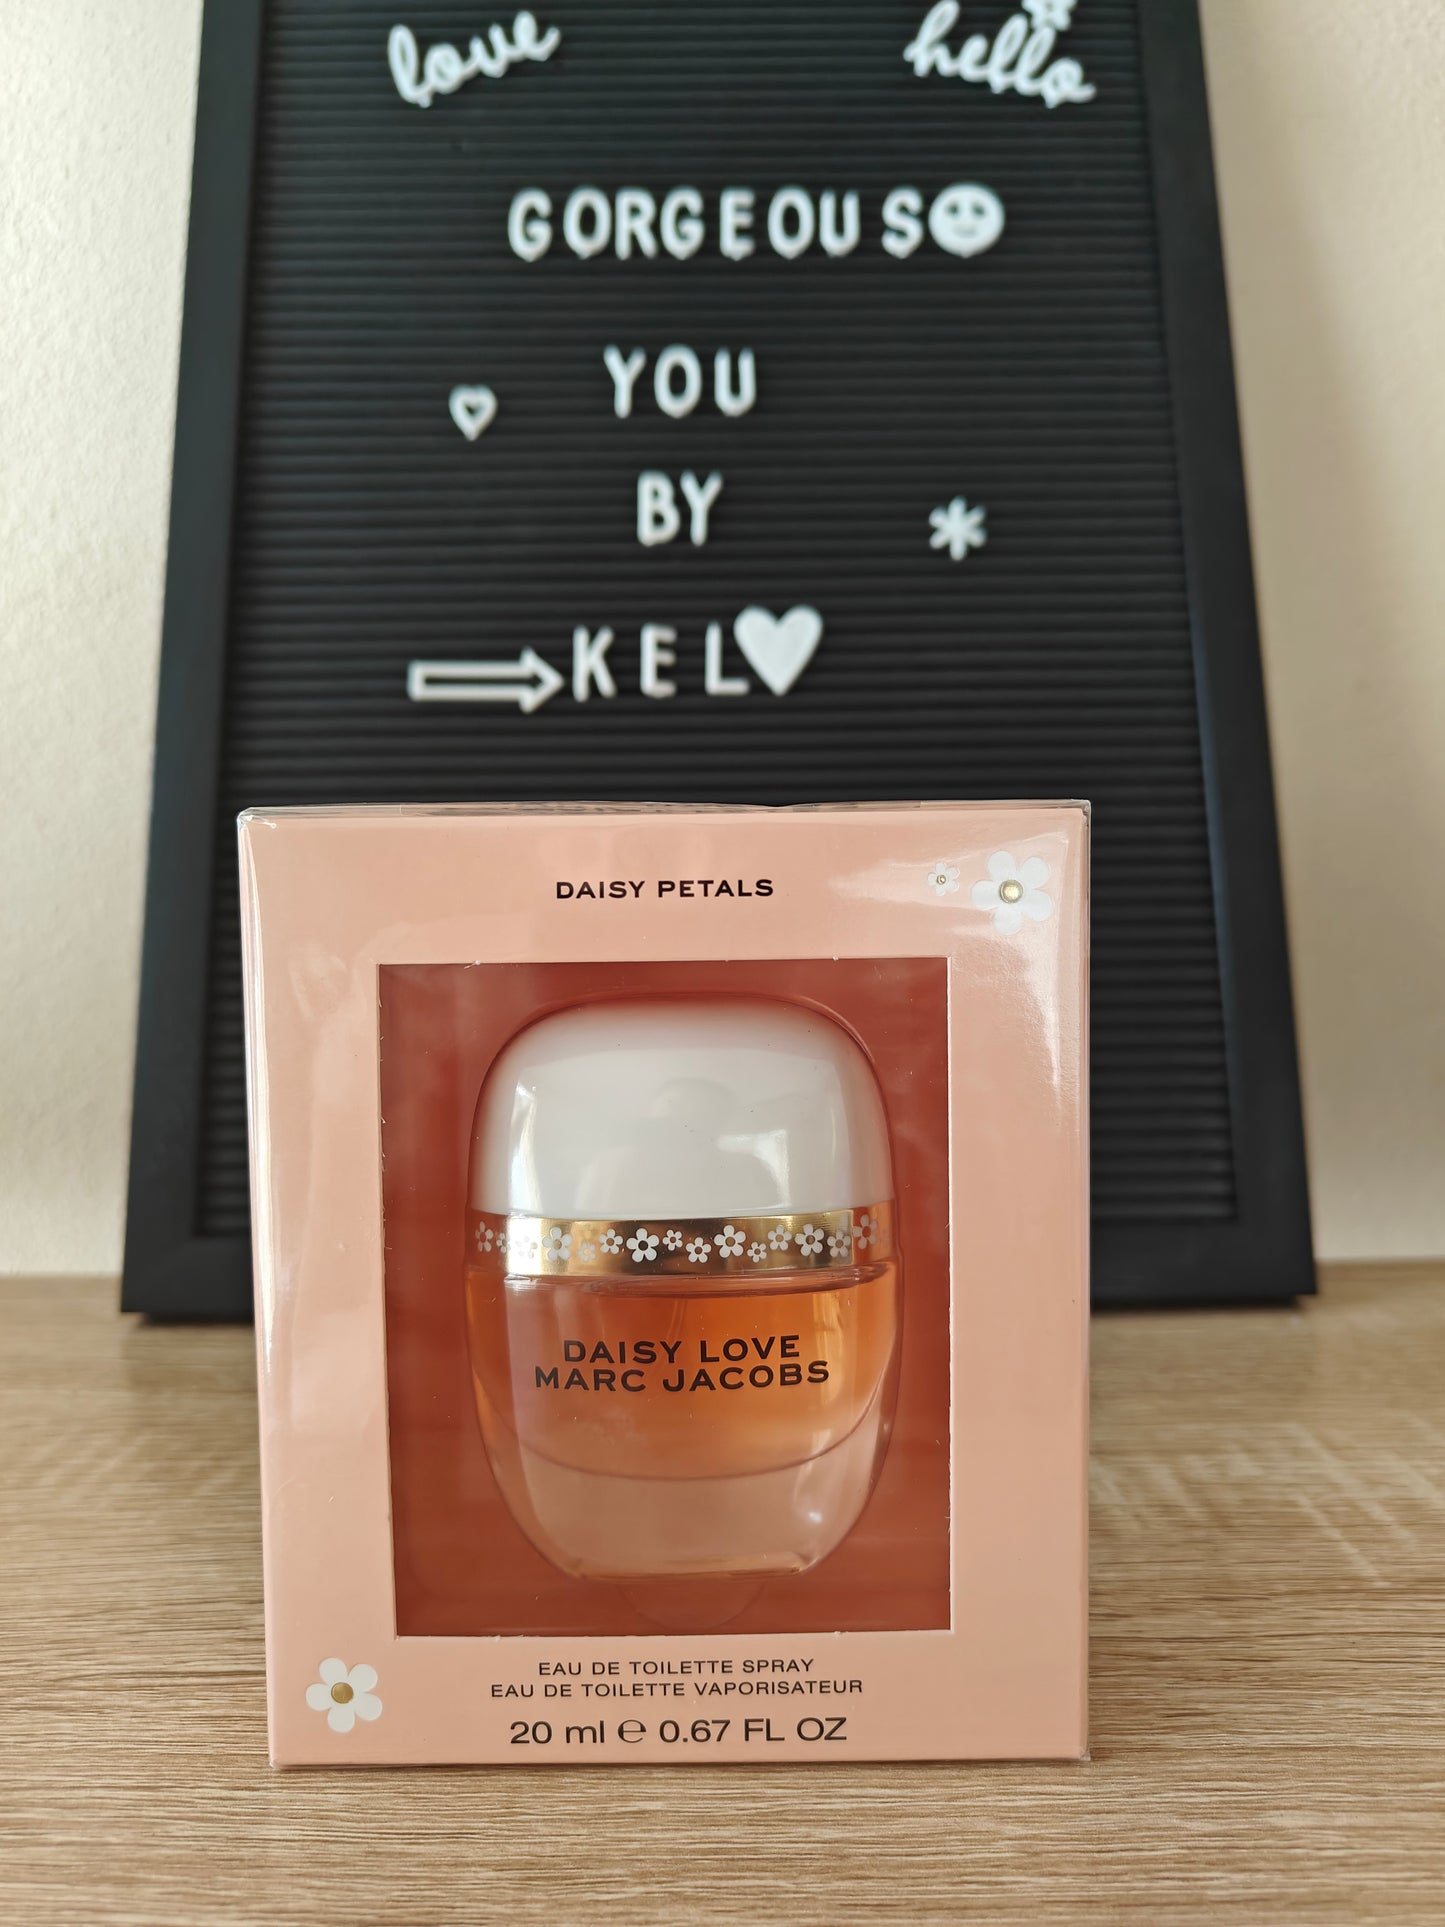 love hello
GORGEOUS
YOU
BY
KEL
DAISY PETALS
DAISY LOVE
MARC JACOBS
EAU DE TOILETTE SPRAY
EAU DE TOILETTE VAPORISATEUR
20 ml ℮ 0.67 FL OZ